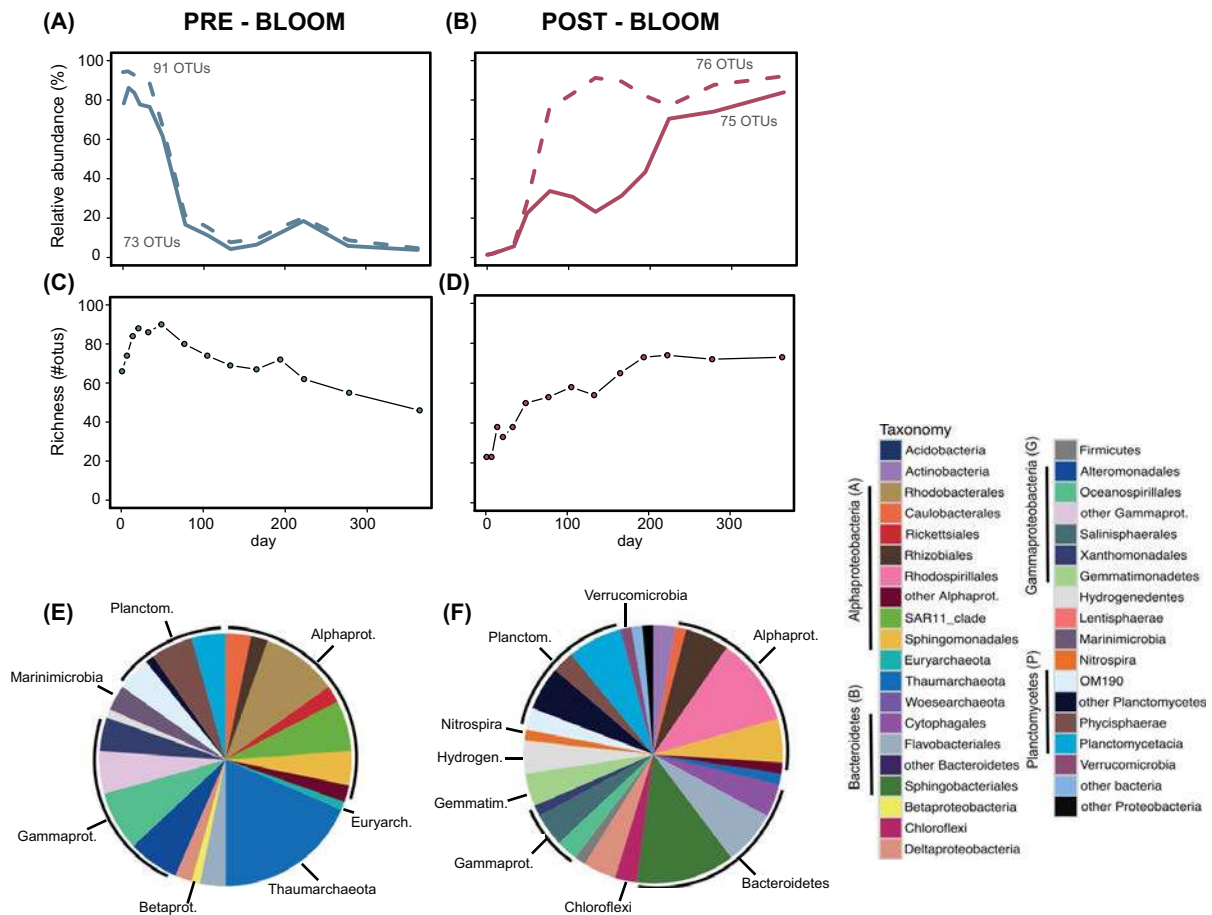 (A) PRE - BLOOM
(B) POST - BLOOM
Relative abundance (%)
100
80
60
40
20
0
91 OTUs
73 OTUs
76 OTUs
75 OTUs
(C)
(D)
Richness (#otus)
100
80
60
40
20
0
0 100 200 300
day
0 100 200 300
day
(E)
Planctom.
Alphaprot.
Marinimicrobia
Gammaprot.
Betaprot.
Thaumarchaeota
Euryarch.
(F)
Verrucomicrobia
Planctom.
Alphaprot.
Nitrospira
Hydrogen.
Gemmatim.
Gammaprot.
Chloroflexi
Bacteroidetes
Taxonomy
Acidobacteria
Actinobacteria
Alphaproteobacteria (A)
Rhodobacterales
Caulobacterales
Rickettsiales
Rhizobiales
Rhodospirillales
other Alphaprot.
SAR11_clade
Sphingomonadales
Euryarchaeota
Thaumarchaeota
Woesearchaeota
Bacteroidetes (B)
Cytophagales
Flavobacteriales
other Bacteroidetes
Sphingobacteriales
Betaproteobacteria
Chloroflexi
Deltaproteobacteria
Firmicutes
Gammaproteobacteria (G)
Alteromonadales
Oceanospirillales
other Gammaprot.
Salinisphaerales
Xanthomonadales
Gemmatimonadetes
Hydrogenedentes
Lentisphaerae
Marinimicrobia
Nitrospira
Planctomycetes (P)
OM190
other Planctomycetes
Phycisphaerae
Planctomycetacia
Verrucomicrobia
other bacteria
other Proteobacteria